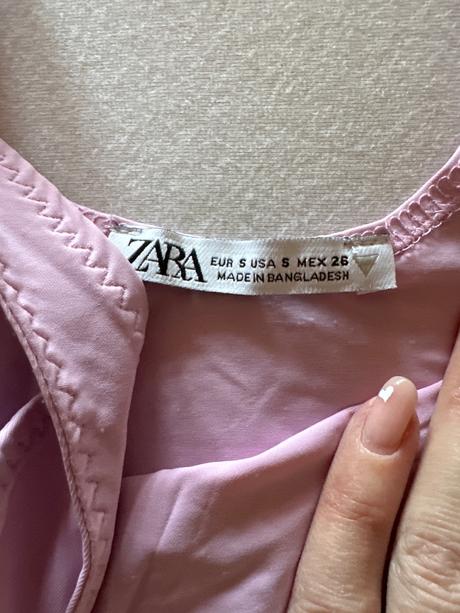 ZARA
EUR S USA S MEX 26
MADE IN BANGLADESH